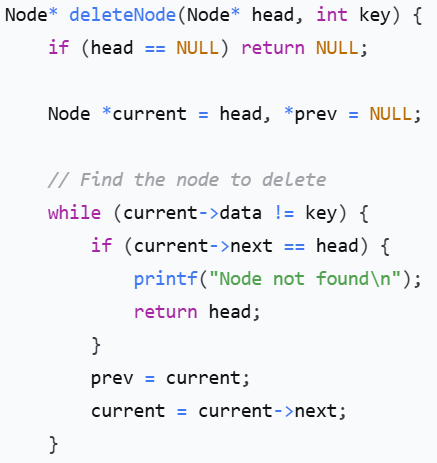 Node* deleteNode(Node* head, int key) {
    if (head == NULL) return NULL;

    Node *current = head, *prev = NULL;

    // Find the node to delete
    while (current->data != key) {
        if (current->next == head) {
            printf("Node not found\n");
            return head;
        }
        prev = current;
        current = current->next;
    }